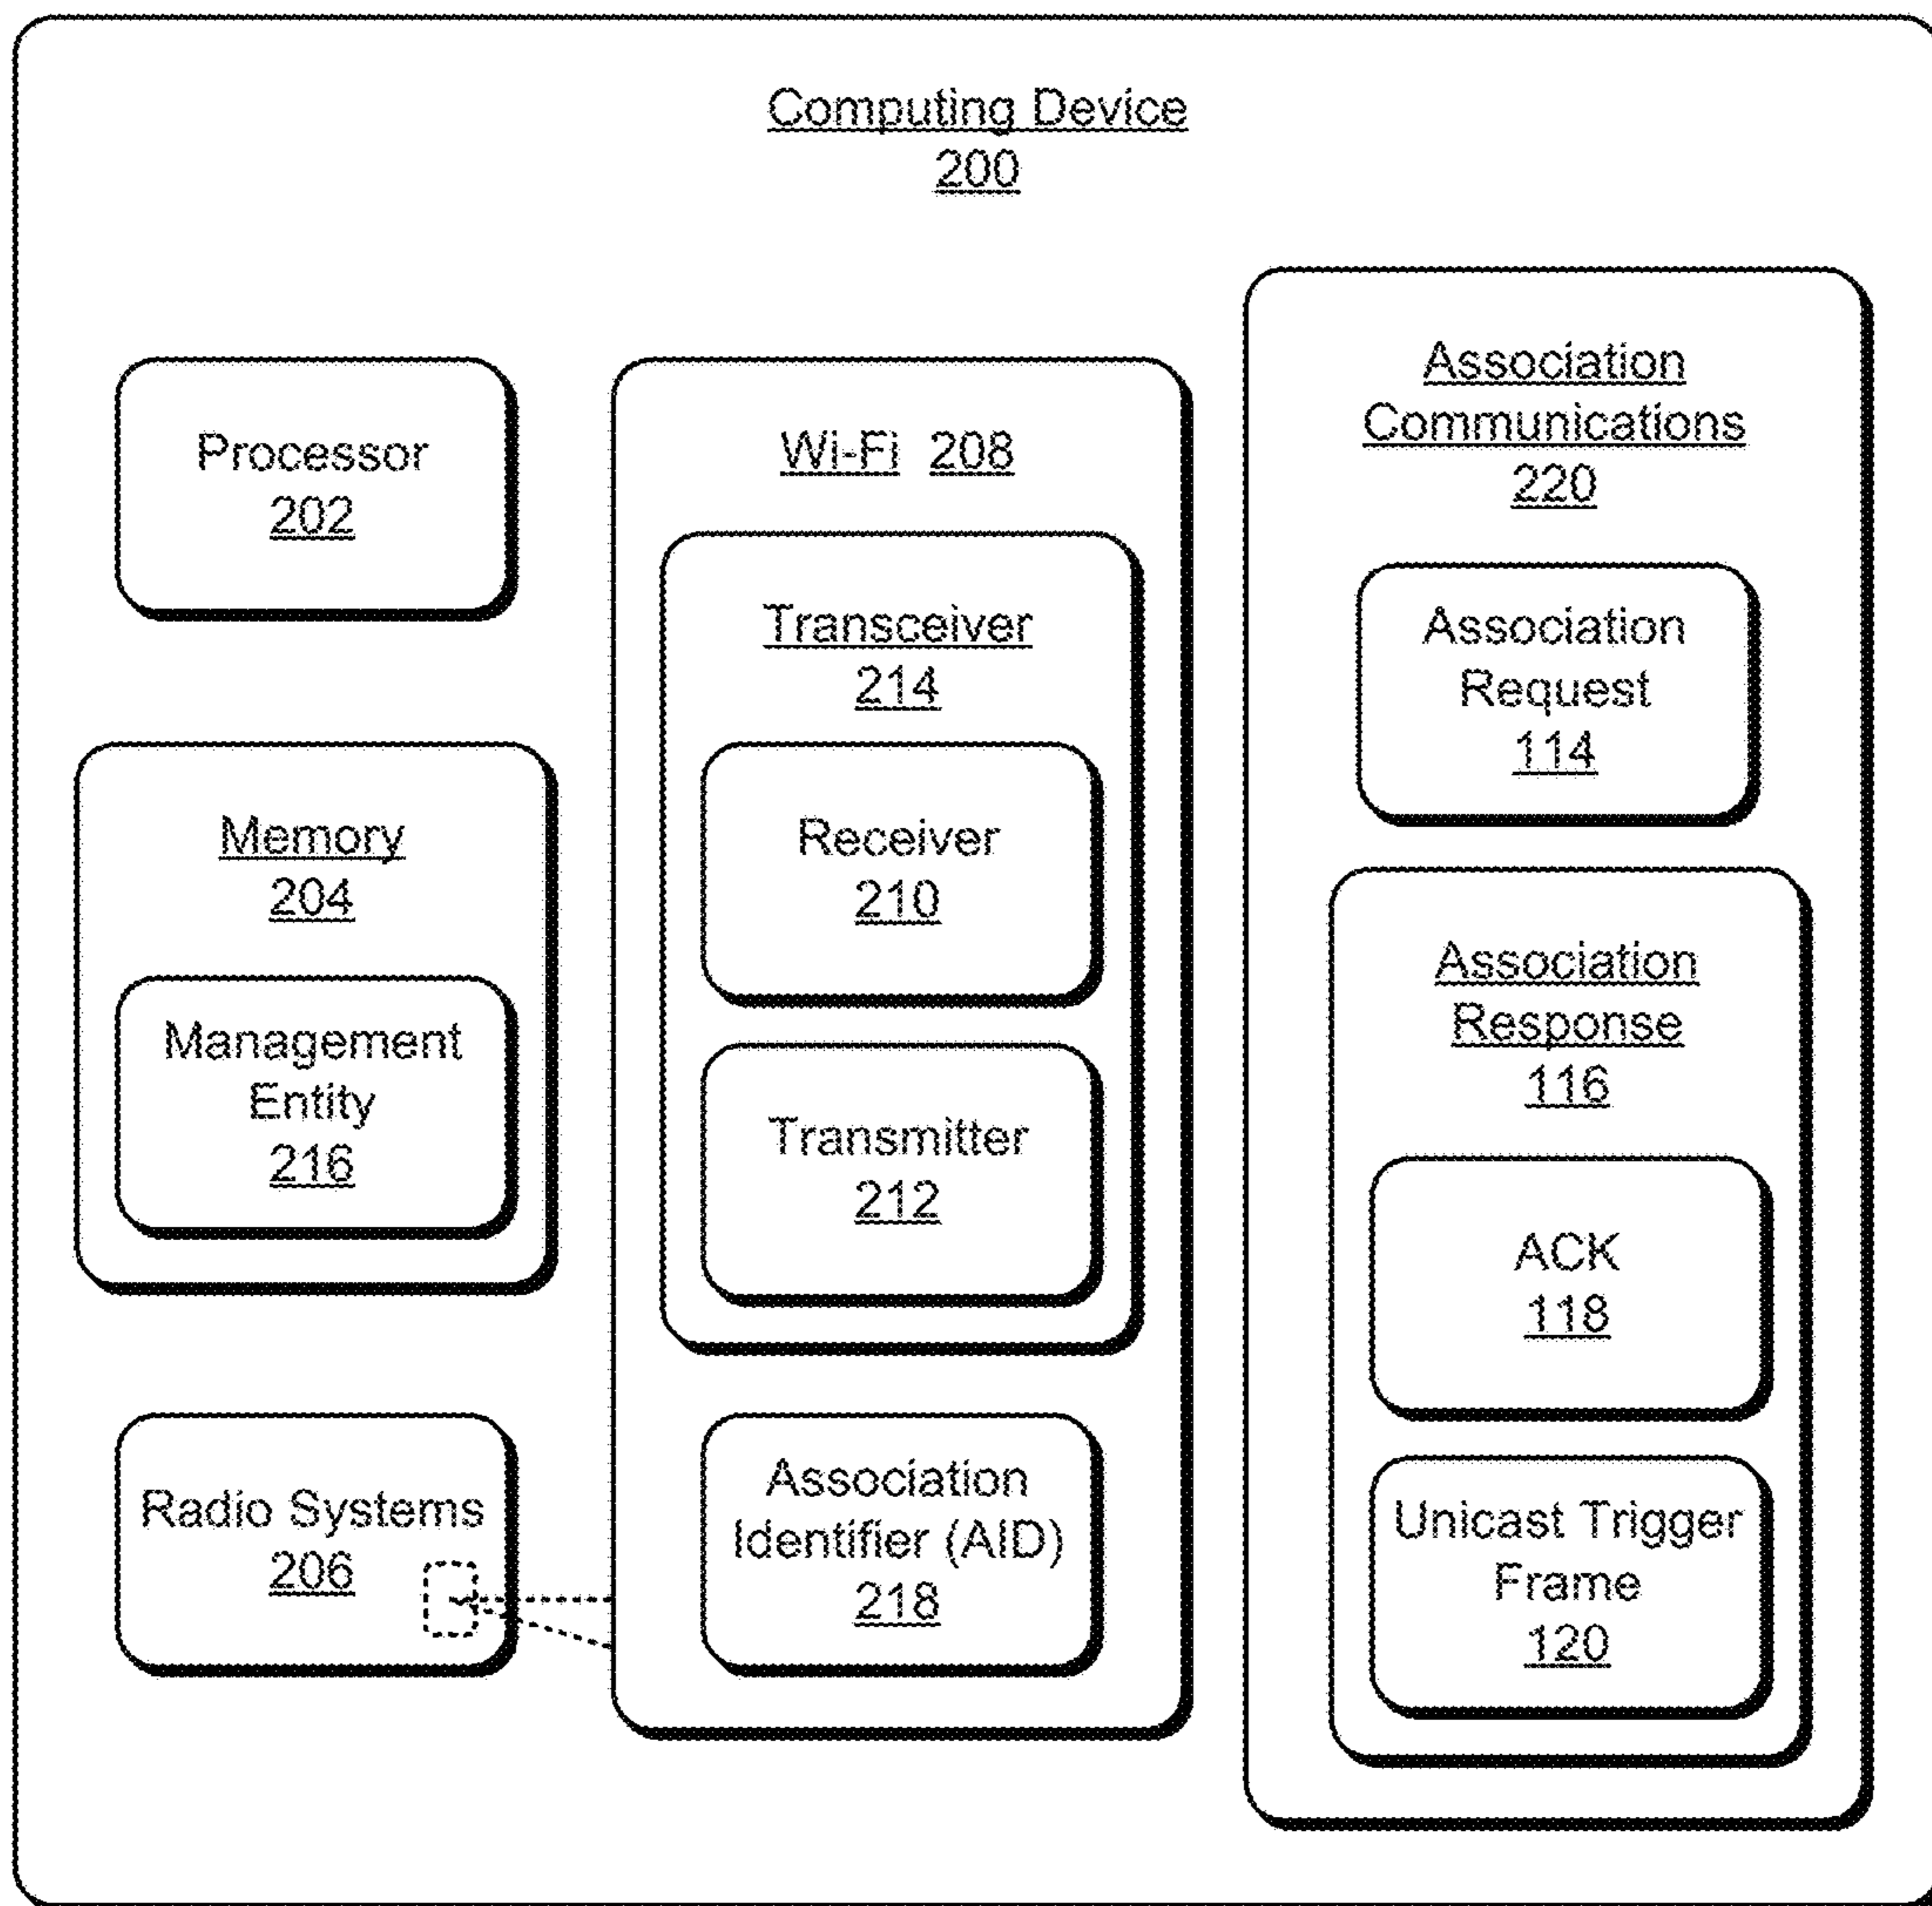 Computing Device
200
Processor
202
Memory
204
Management
Entity
216
Radio Systems
206
Wi-Fi 208
Transceiver
214
Receiver
210
Transmitter
212
Association
Identifier (AID)
218
Association
Communications
220
Association
Request
114
Association
Response
116
ACK
118
Unicast Trigger
Frame
120